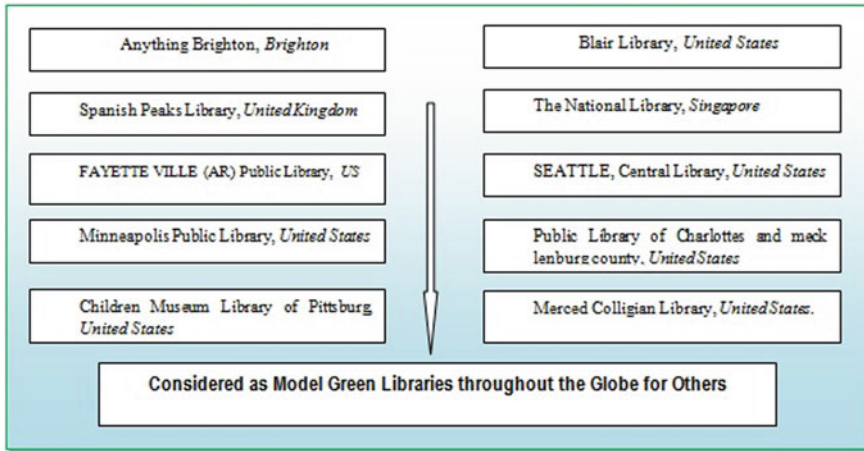 Anything Brighton, Brighton
Spanish Peaks Library, United Kingdom
FAYETTE VILLE (AR) Public Library, US
Minneapolis Public Library, United States
Children Museum Library of Pittsburg,
United States
Blair Library, United States
The National Library, Singapore
SEATTLE, Central Library, United States
Public Library of Charlottes and meck
lenburg county, United States
Merced Colligian Library, United States.
Considered as Model Green Libraries throughout the Globe for Others